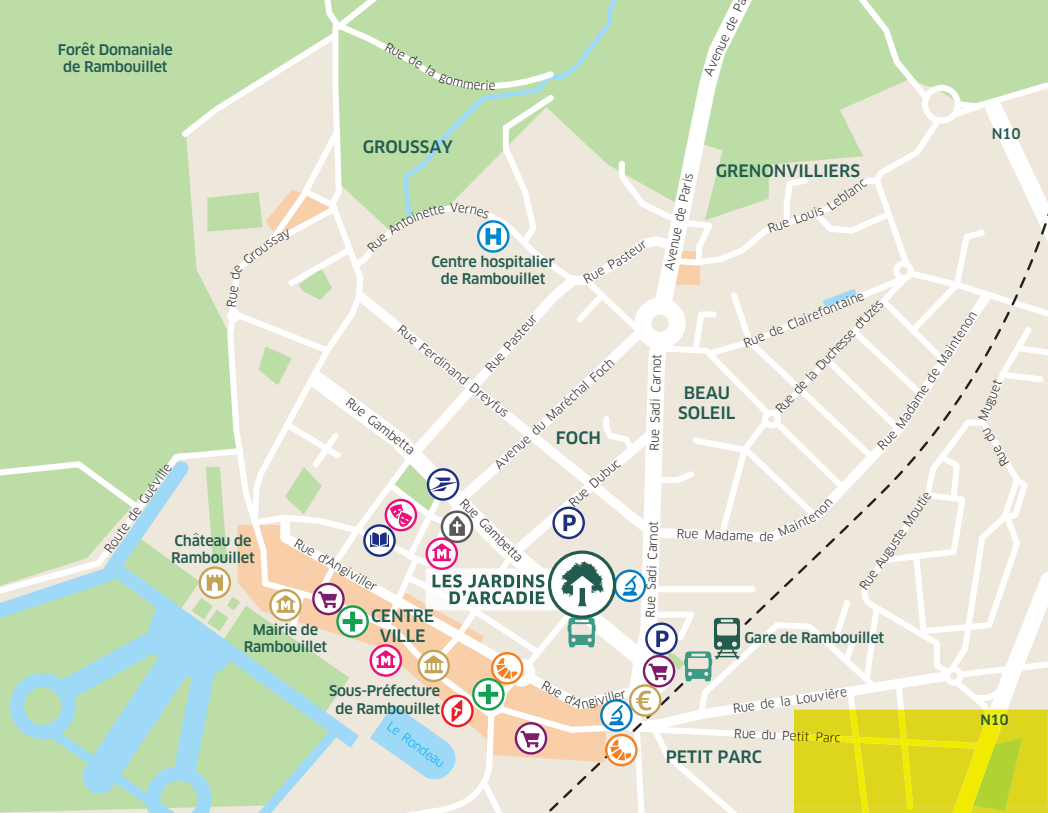 Forêt Domaniale
de Rambouillet
Rue de la gommerie
Avenue de Pa
N10
GROUSSAY
GRENONVILLIERS
Rue Antoinette Vernes
Rue Louis Leblanc
Avenue de Paris
H
Centre hospitalier
de Rambouillet
Rue de Groussay
Rue Pasteur
Rue de Clairefontaine
Rue de la Duchesse d'Uzès
Rue Madame de Maintenon
Rue Pasteur
Rue Ferdinand Dreyfus
Avenue du Maréchal Foch
Rue Sadi Carnot
BEAU
SOLEIL
Rue du Muguet
Rue Gambetta
FOCH
Rue Dubuc
Route de Guéville
Rue Gambetta
P
Rue Madame de Maintenon
Rue Auguste Moutié
Château de
Rambouillet
Rue d'Angiviller
M
LES JARDINS
D'ARCADIE
Rue Sadi Carnot
M
CENTRE
VILLE
Mairie de
Rambouillet
P
Gare de Rambouillet
M
Sous-Préfecture
de Rambouillet
Rue d'Angiviller
€
Rue de la Louvière
Le Rondeau
Rue du Petit Parc
N10
PETIT PARC